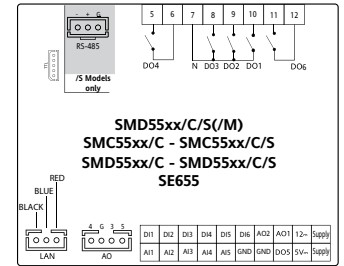 - + G
5 6 7 8 9 10 11 12
RS-485
/S Models
only
DO4 N DO3 DO2 DO1 DO6
SMD55xx/C/S(/M)
SMC55xx/C - SMC55xx/C/S
SMD55xx/C - SMD55xx/C/S
SE655
RED
BLUE
BLACK
4 G 3 5
LAN AO
DI1 DI2 DI3 DI4 DI5 DI6 AO2 AO1 12~ Supply
AI1 AI2 AI3 AI4 AI5 GND GND DO5 5V⎓ Supply